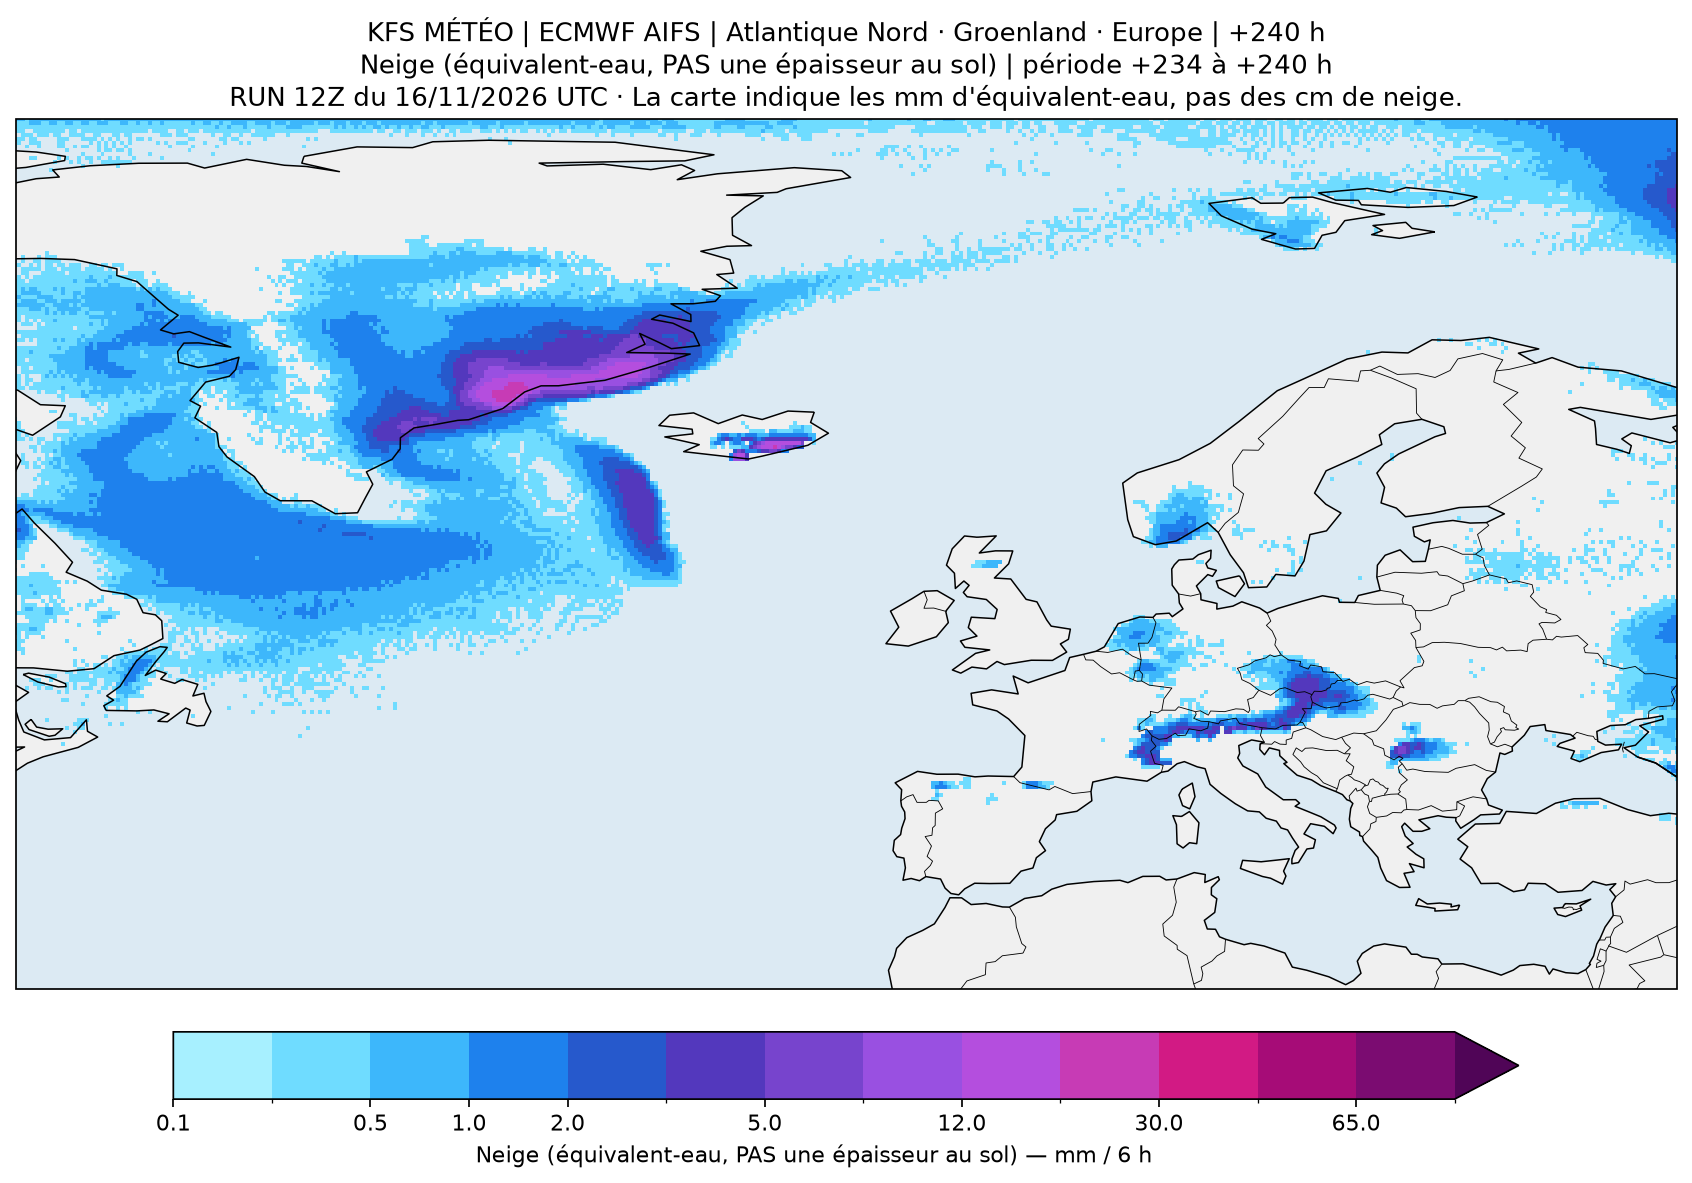 KFS MÉTÉO | ECMWF AIFS | Atlantique Nord · Groenland · Europe | +240 h
Neige (équivalent-eau, PAS une épaisseur au sol) | période +234 à +240 h
RUN 12Z du 16/11/2026 UTC · La carte indique les mm d'équivalent-eau, pas des cm de neige.
0.1 0.5 1.0 2.0 5.0 12.0 30.0 65.0
Neige (équivalent-eau, PAS une épaisseur au sol) — mm / 6 h